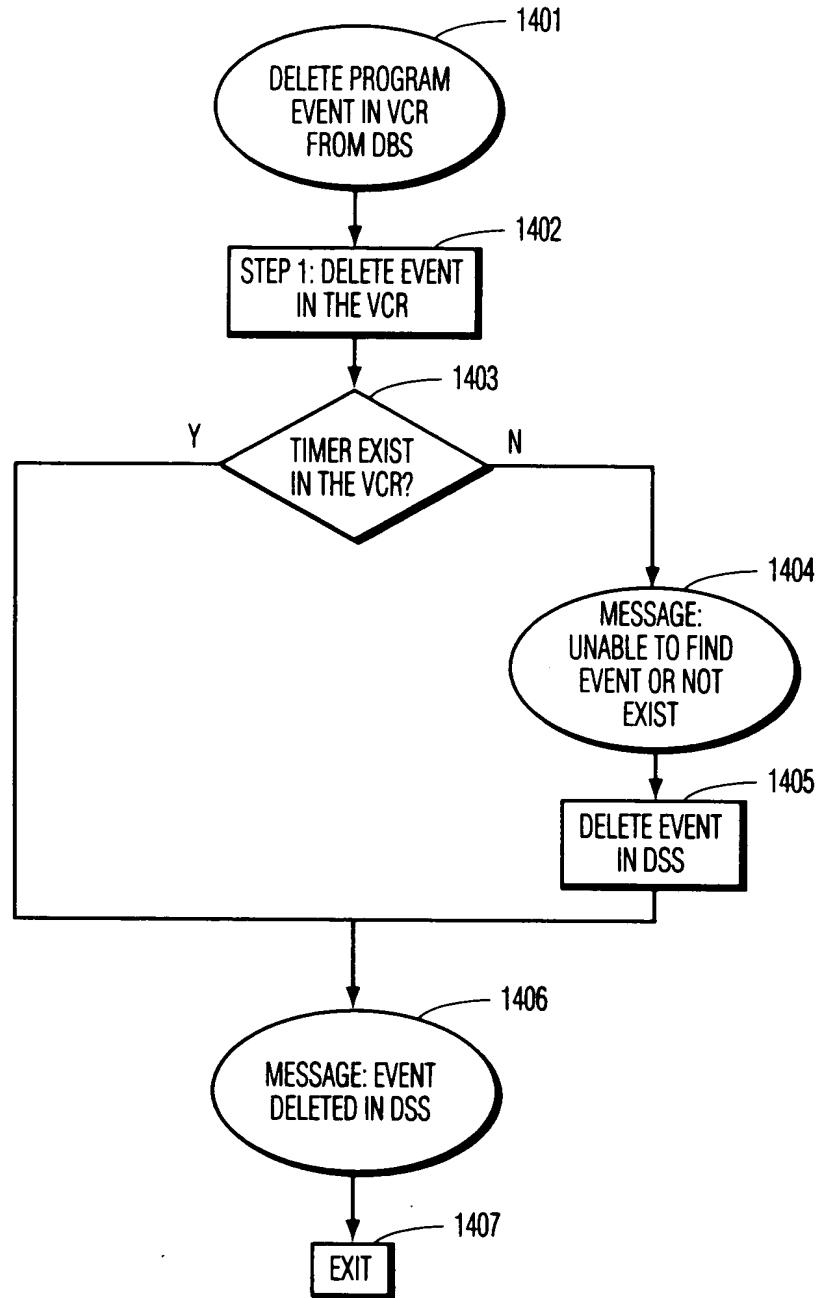 1401
DELETE PROGRAM
EVENT IN VCR
FROM DBS
1402
STEP 1: DELETE EVENT
IN THE VCR
1403
Y
TIMER EXIST
IN THE VCR?
N
1404
MESSAGE:
UNABLE TO FIND
EVENT OR NOT
EXIST
1405
DELETE EVENT
IN DSS
1406
MESSAGE: EVENT
DELETED IN DSS
1407
EXIT